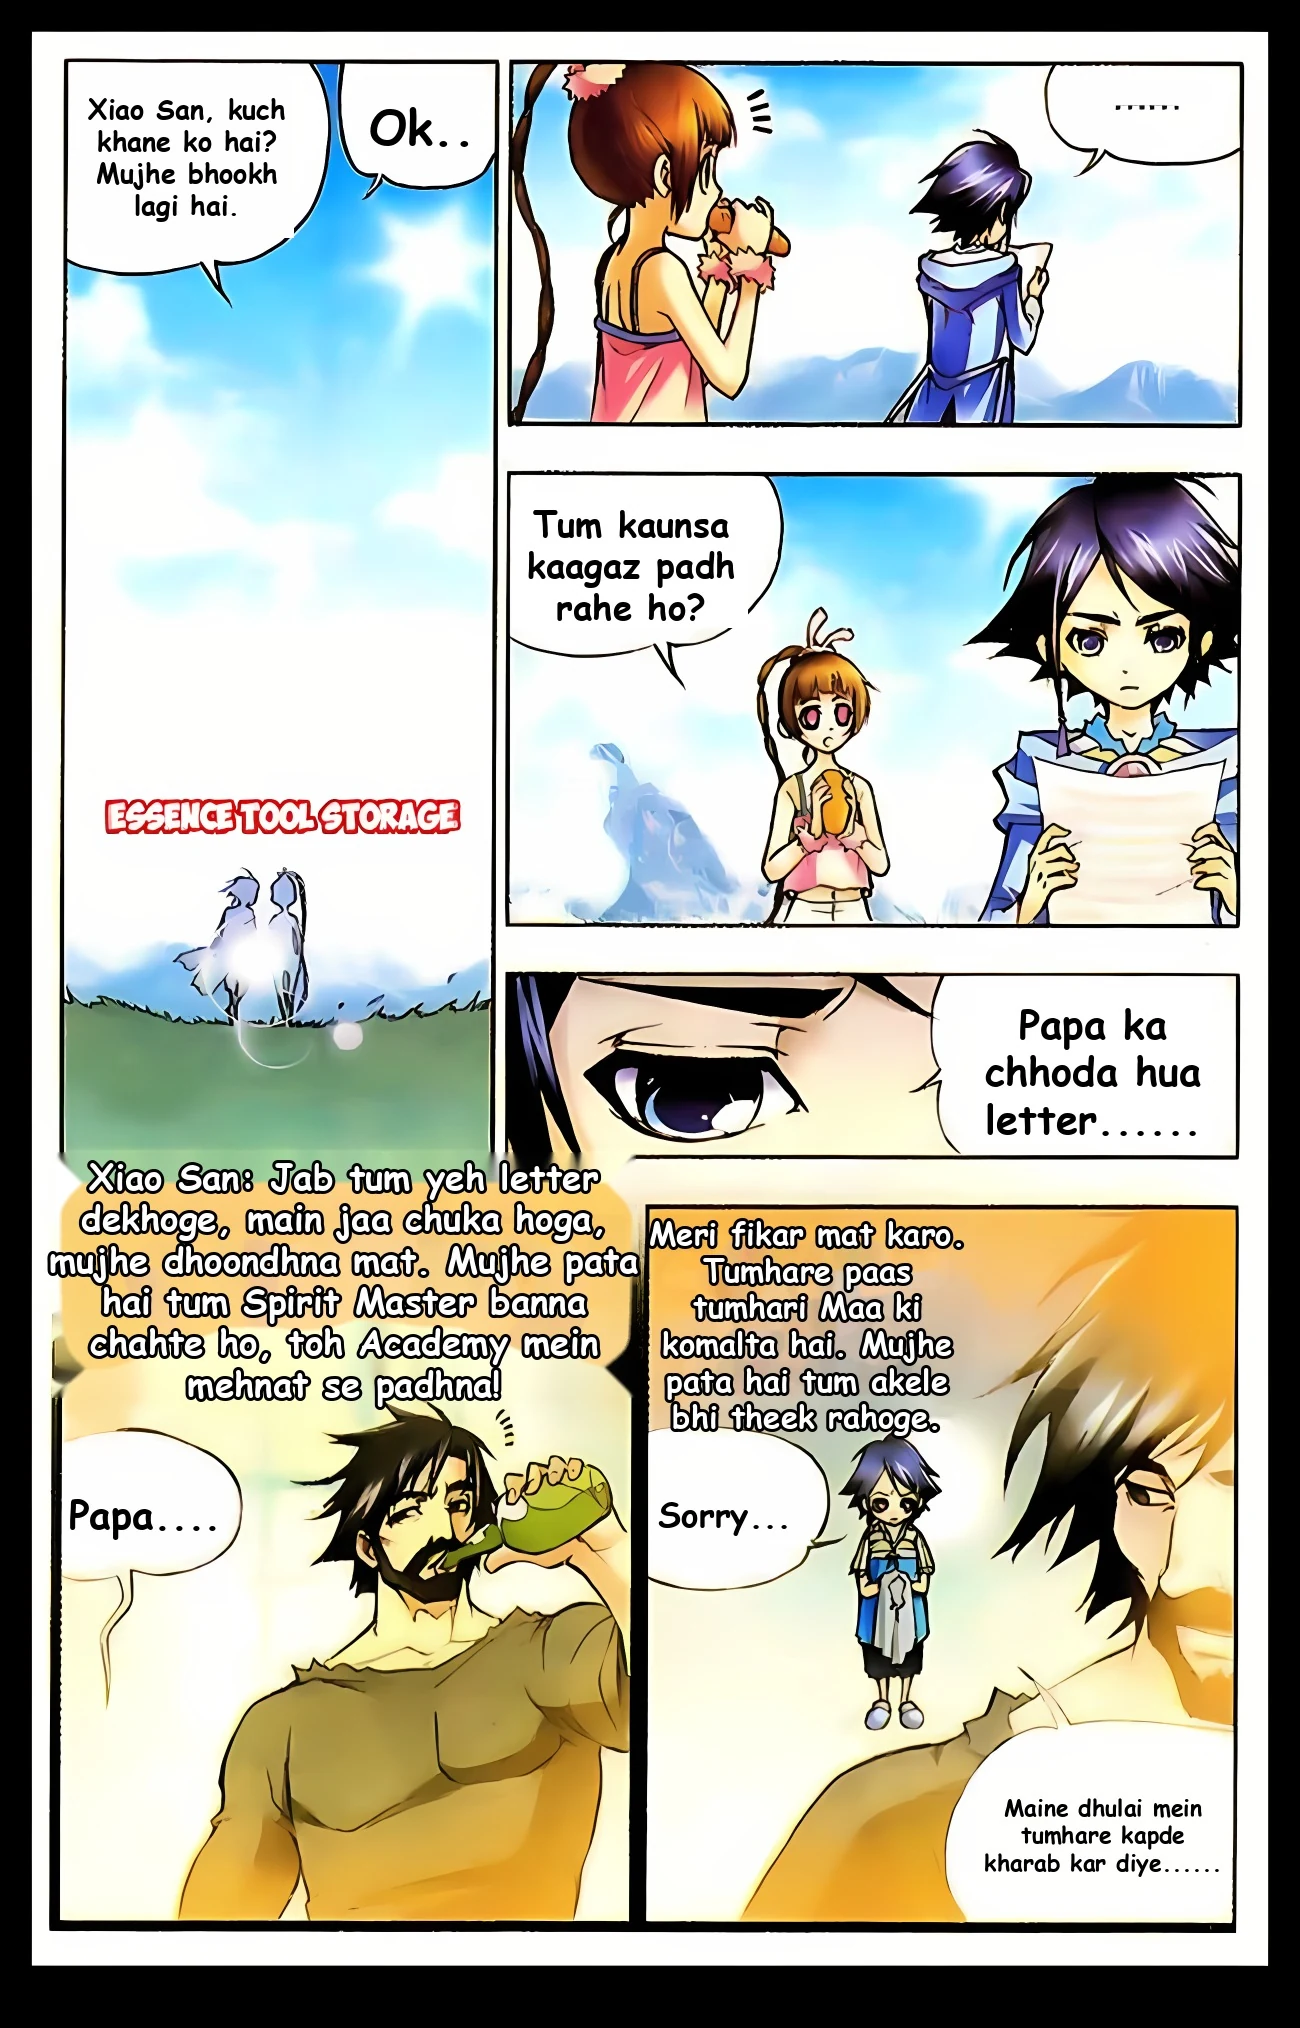 Xiao San, kuch
khane ko hai?
Mujhe bhookh
lagi hai.
Ok..
ESSENCE TOOL STORAGE
.......
Tum kaunsa
kaagaz padh
rahe ho?
Papa ka
chhoda hua
letter......
Xiao San: Jab tum yeh letter
dekhoge, main jaa chuka hoga,
mujhe dhoondhna mat. Mujhe pata
hai tum Spirit Master banna
chahte ho, toh Academy mein
mehnat se padhna!
Papa....
Meri fikar mat karo.
Tumhare paas
tumhari Maa ki
komalta hai. Mujhe
pata hai tum akele
bhi theek rahoge.
Sorry...
Maine dhulai mein
tumhare kapde
kharab kar diye......